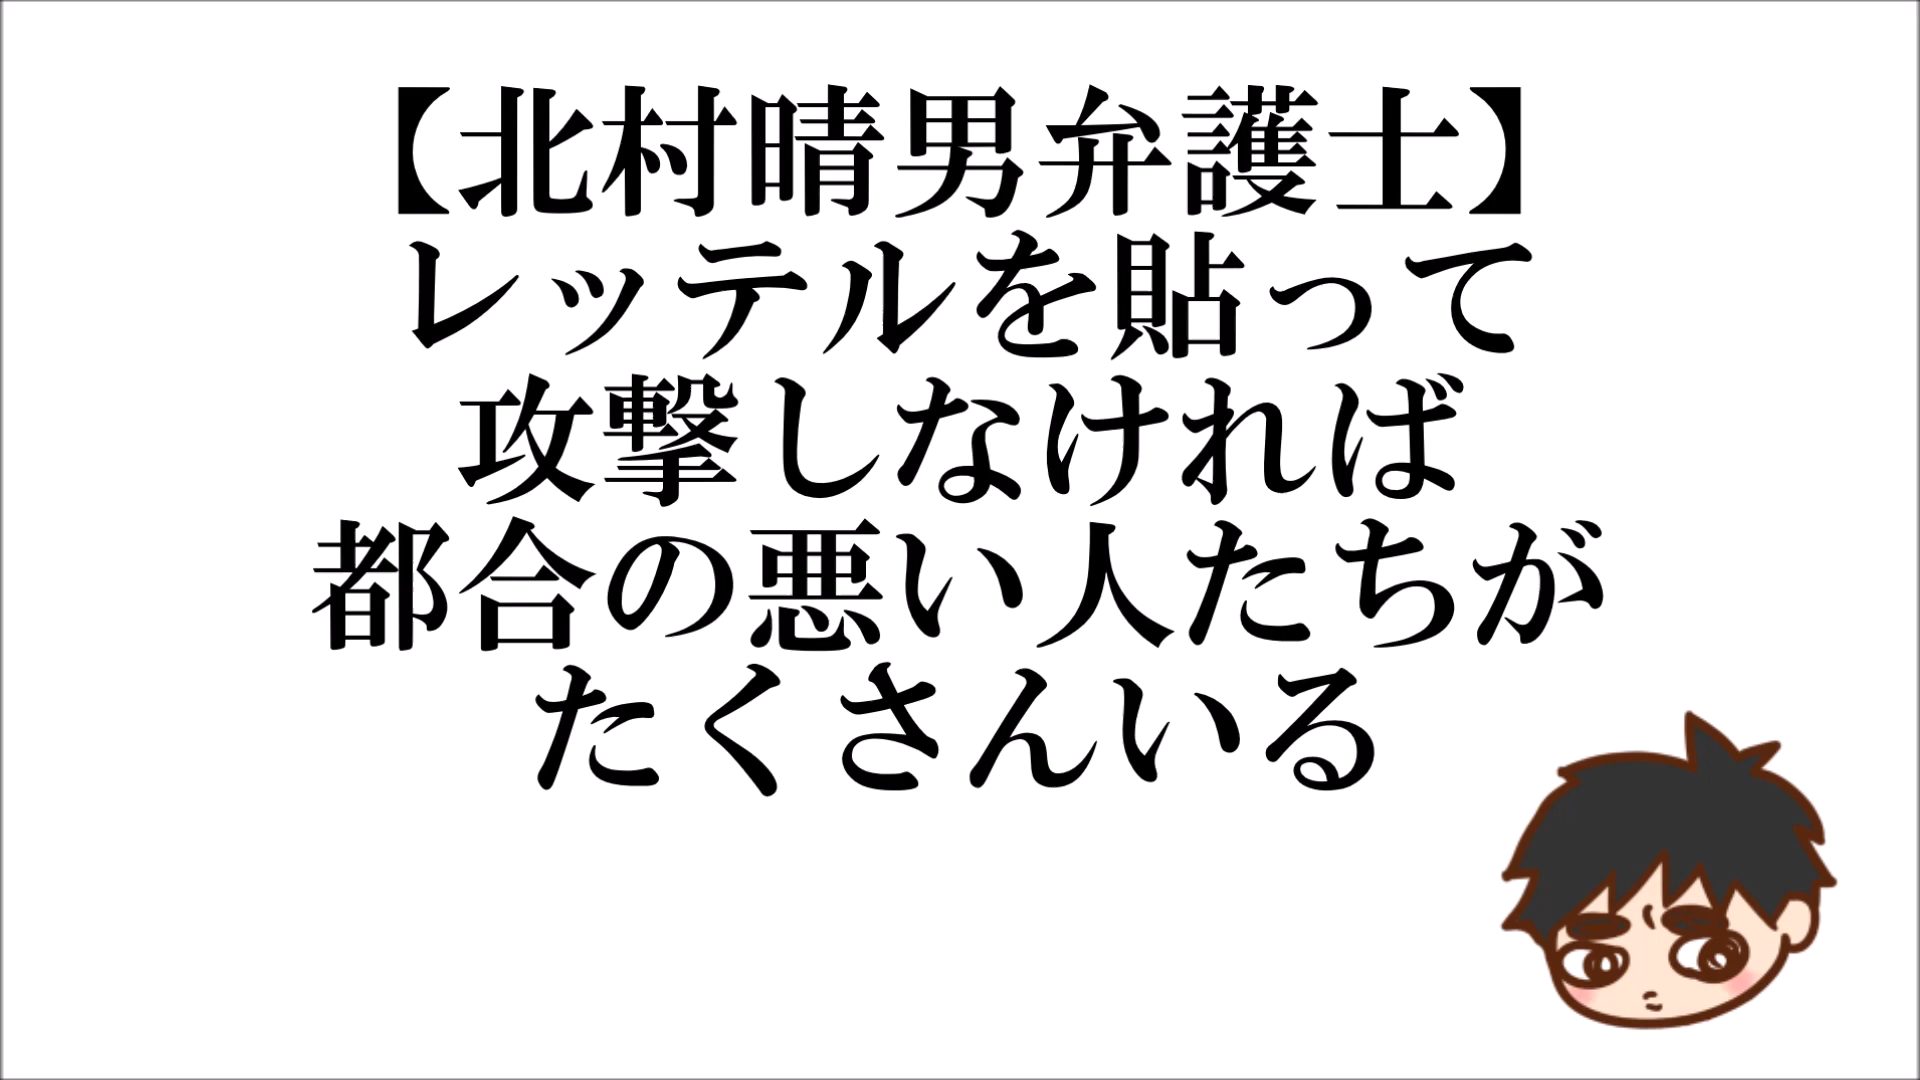 【北村晴男弁護士】
レッテルを貼って
攻撃しなければ
都合の悪い人たちが
たくさんいる